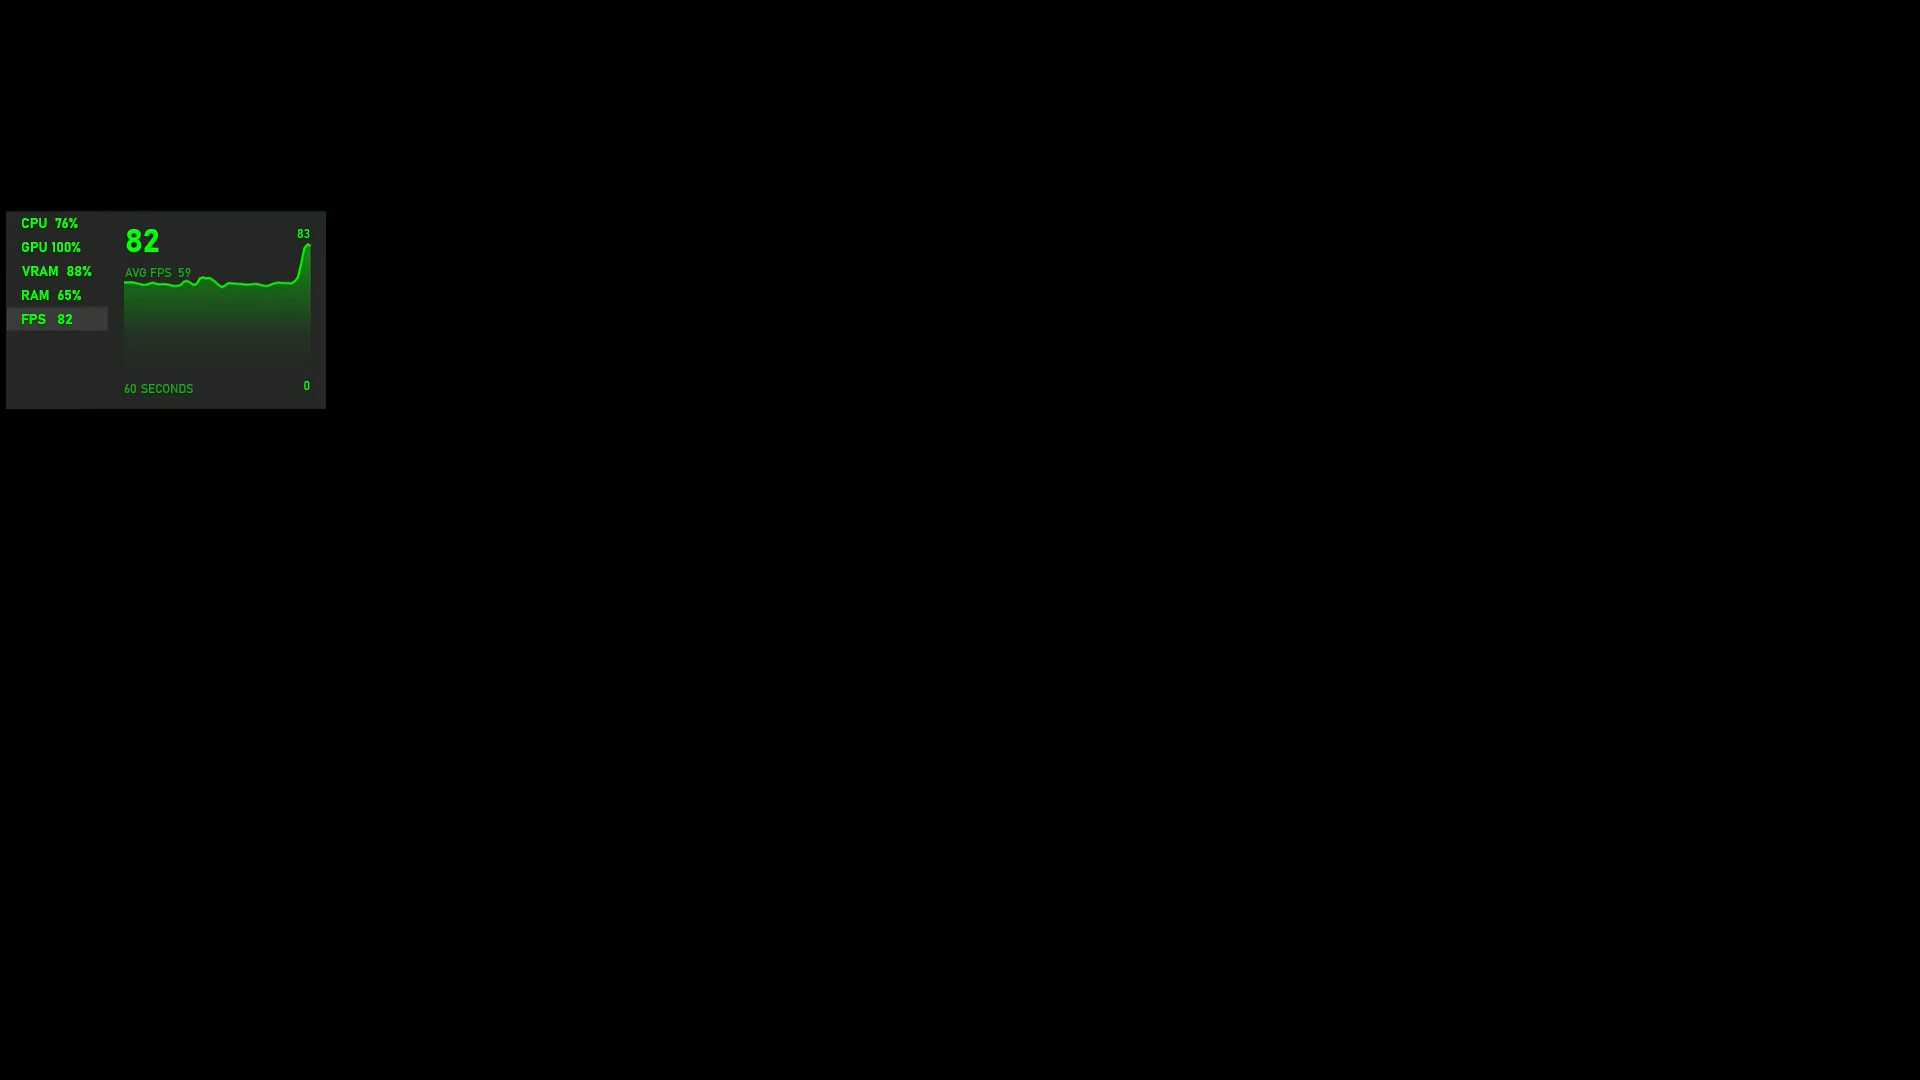 CPU 76%
GPU 100%
VRAM 88%
RAM 65%
FPS 82
82
83
AVG FPS 59
60 SECONDS
0